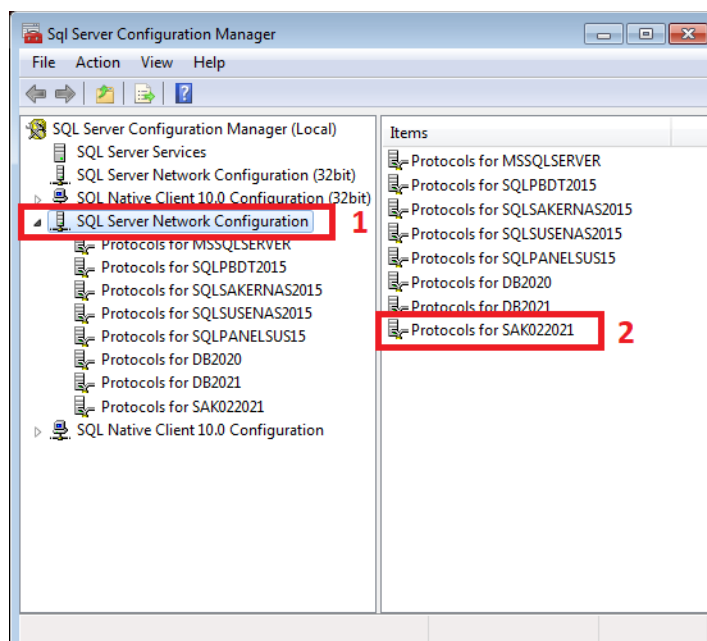 Sql Server Configuration Manager
File Action View Help
SQL Server Configuration Manager (Local)
SQL Server Services
SQL Server Network Configuration (32bit)
SQL Native Client 10.0 Configuration (32bit)
SQL Server Network Configuration 1
Protocols for MSSQLSERVER
Protocols for SQLPBDT2015
Protocols for SQLSAKERNAS2015
Protocols for SQLSUSENAS2015
Protocols for SQLPANELSUS15
Protocols for DB2020
Protocols for DB2021
Protocols for SAK022021
SQL Native Client 10.0 Configuration
Items
Protocols for MSSQLSERVER
Protocols for SQLPBDT2015
Protocols for SQLSAKERNAS2015
Protocols for SQLSUSENAS2015
Protocols for SQLPANELSUS15
Protocols for DB2020
Protocols for DB2021
Protocols for SAK022021 2